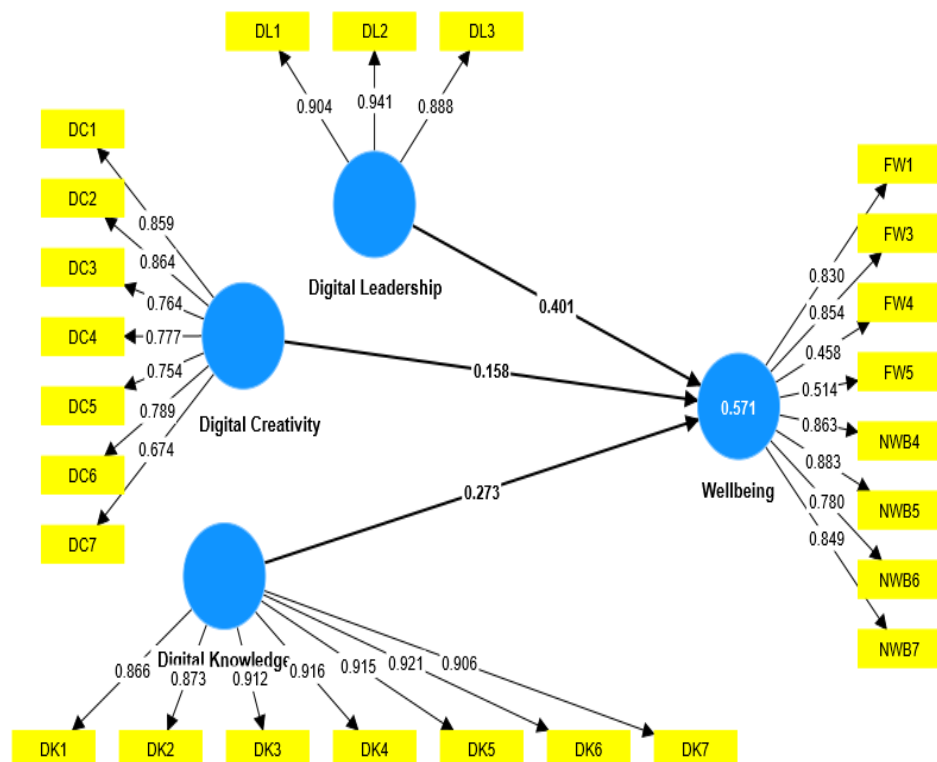 DL1
DL2
DL3
0.904
0.941
0.888
Digital Leadership
DC1
DC2
DC3
DC4
DC5
DC6
DC7
0.859
0.864
0.764
0.777
0.754
0.789
0.674
Digital Creativity
0.401
0.158
0.273
0.571
Wellbeing
FW1
FW3
FW4
FW5
NWB4
NWB5
NWB6
NWB7
0.830
0.854
0.458
0.514
0.863
0.883
0.780
0.849
Digital Knowledge
0.866
0.873
0.912
0.916
0.915
0.921
0.906
DK1
DK2
DK3
DK4
DK5
DK6
DK7